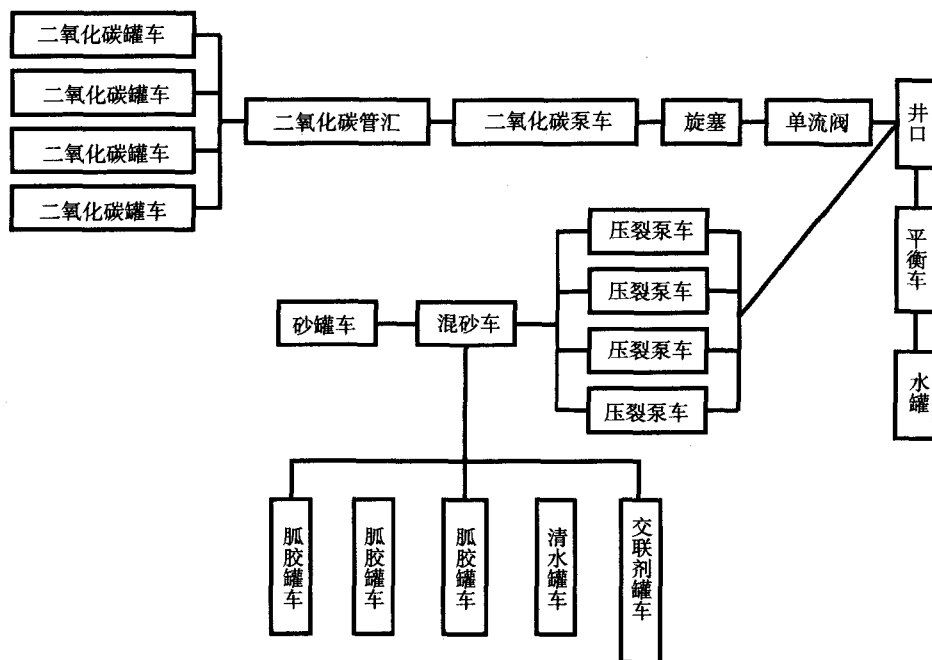 二氧化碳罐车
二氧化碳罐车
二氧化碳罐车
二氧化碳罐车
二氧化碳管汇
二氧化碳泵车
旋塞
单流阀
井口
平衡车
水罐
压裂泵车
压裂泵车
压裂泵车
压裂泵车
砂罐车
混砂车
胍胶罐车
胍胶罐车
胍胶罐车
清水罐车
交联剂罐车